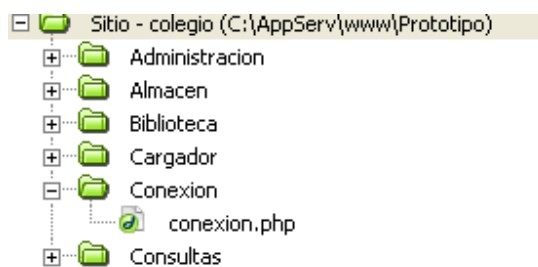 Sitio - colegio (C:\AppServ\www\Prototipo)
Administracion
Almacen
Biblioteca
Cargador
Conexion
conexion.php
Consultas